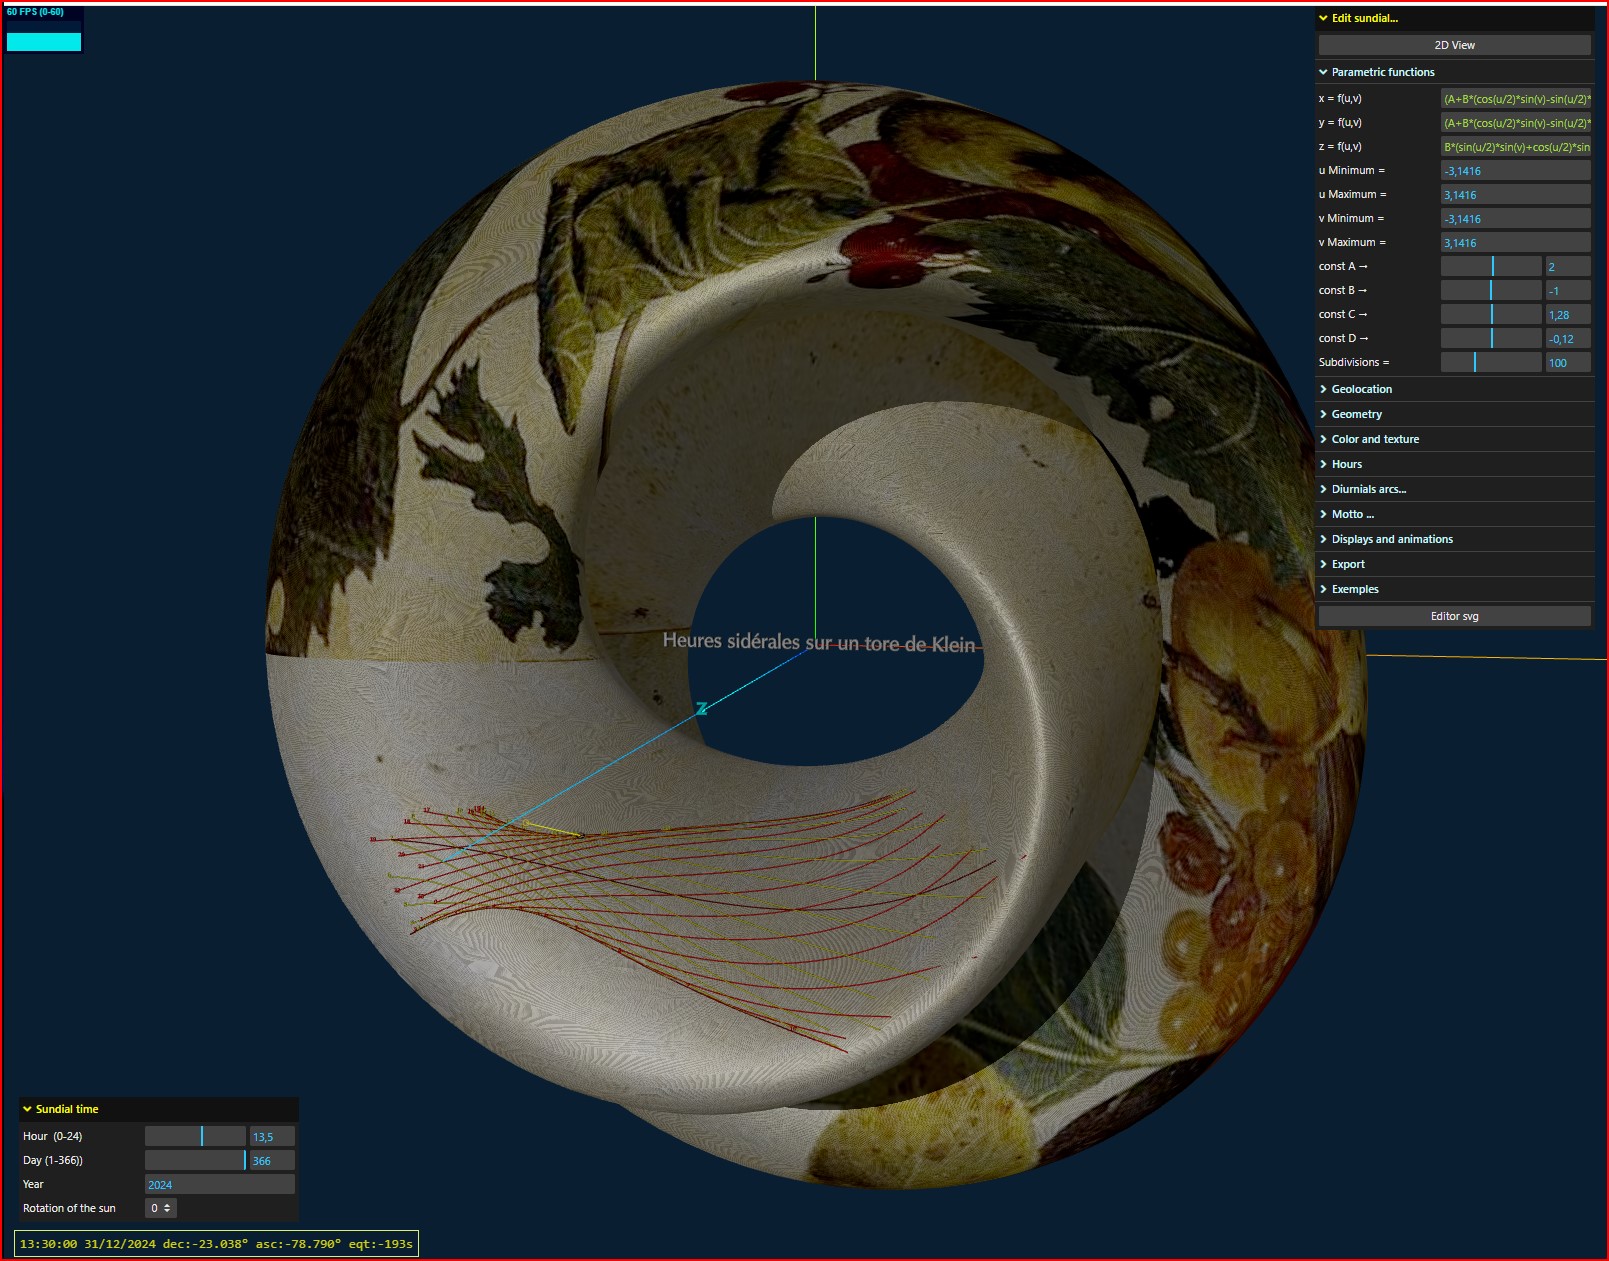 60 FPS (0-60)
Edit sundial...
2D View
Parametric functions
x = f(u,v) (A+B*(cos(u/2)*sin(v)-sin(u/2)*
y = f(u,v) (A+B*(cos(u/2)*sin(v)-sin(u/2)*
z = f(u,v) B*(sin(u/2)*sin(v)+cos(u/2)*sin
u Minimum = -3,1416
u Maximum = 3,1416
v Minimum = -3,1416
v Maximum = 3,1416
const A → 2
const B → -1
const C → 1,28
const D → -0,12
Subdivisions = 100
Geolocation
Geometry
Color and texture
Hours
Diurnials arcs...
Motto ...
Displays and animations
Export
Exemples
Editor svg
Heures sidérales sur un tore de Klein
Z
Sundial time
Hour (0-24) 13,5
Day (1-366)) 366
Year 2024
Rotation of the sun 0
13:30:00 31/12/2024 dec:-23.038° asc:-78.790° eqt:-193s